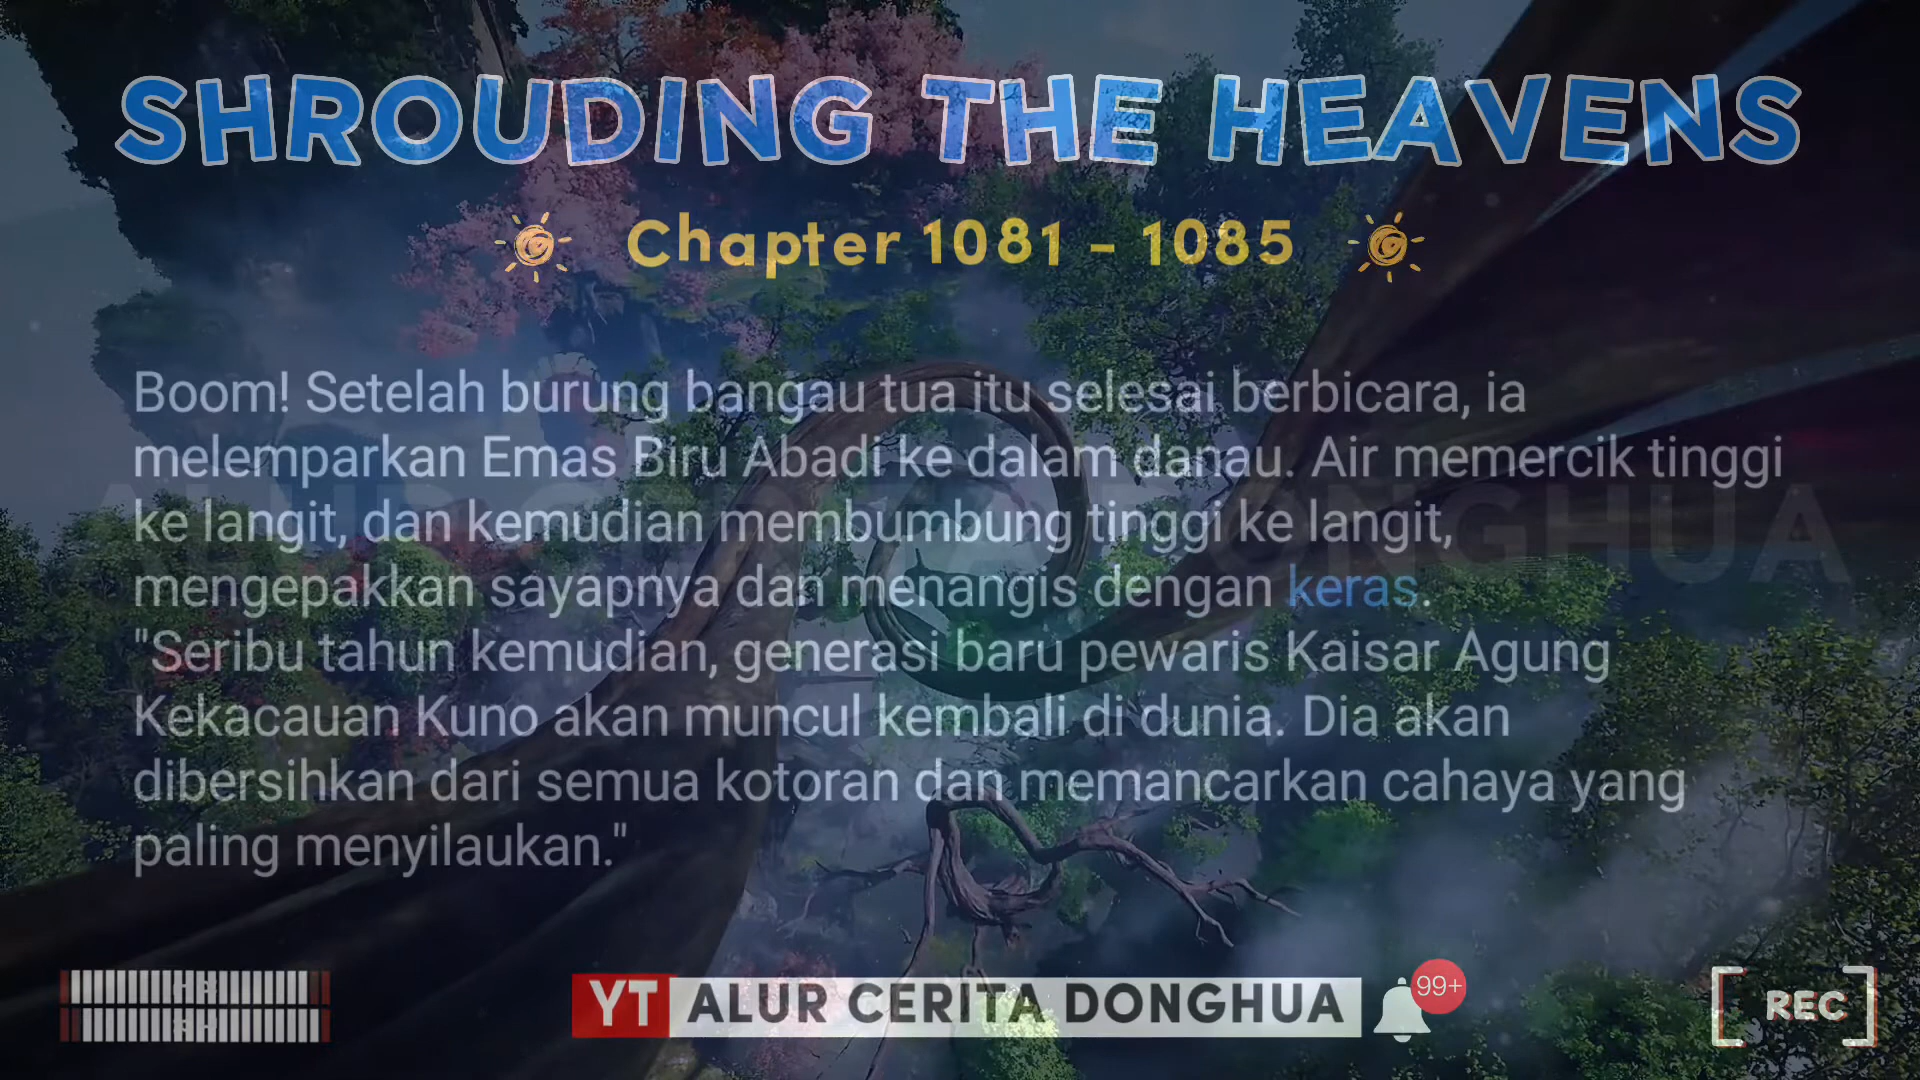 SHROUDING THE HEAVENS
Chapter 1081 - 1085
Boom! Setelah burung bangau tua itu selesai berbicara, ia
melemparkan Emas Biru Abadi ke dalam danau. Air memercik tinggi
ke langit, dan kemudian membumbung tinggi ke langit,
mengepakkan sayapnya dan menangis dengan keras.
"Seribu tahun kemudian, generasi baru pewaris Kaisar Agung
Kekacauan Kuno akan muncul kembali di dunia. Dia akan
dibersihkan dari semua kotoran dan memancarkan cahaya yang
paling menyilaukan."
ALUR CERITA DONGHUA
YT ALUR CERITA DONGHUA
99+
REC